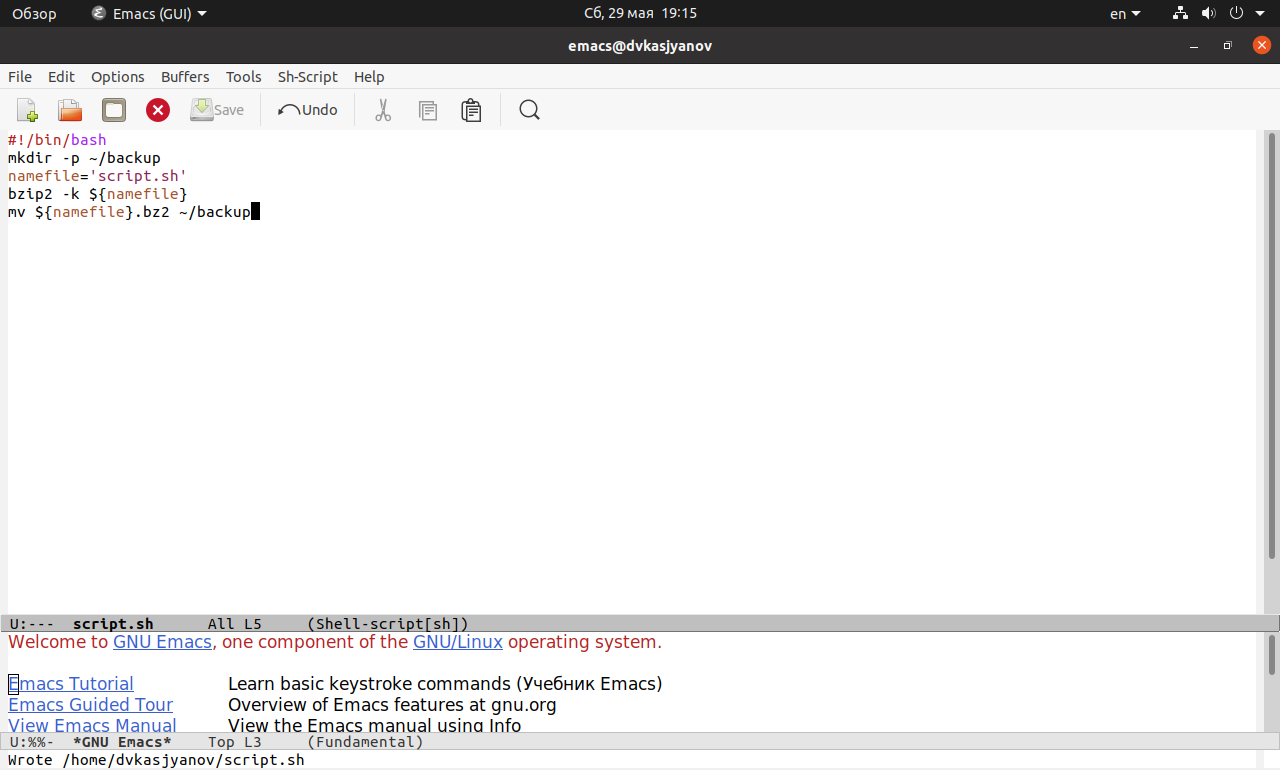 Обзор Emacs (GUI) Сб, 29 мая 19:15 en
emacs@dvkasjyanov
File Edit Options Buffers Tools Sh-Script Help
Save Undo
#!/bin/bash
mkdir -p ~/backup
namefile='script.sh'
bzip2 -k ${namefile}
mv ${namefile}.bz2 ~/backup
U:--- script.sh All L5 (Shell-script[sh])
Welcome to GNU Emacs, one component of the GNU/Linux operating system.
Emacs Tutorial Learn basic keystroke commands (Учебник Emacs)
Emacs Guided Tour Overview of Emacs features at gnu.org
View Emacs Manual View the Emacs manual using Info
U:%%- *GNU Emacs* Top L3 (Fundamental)
Wrote /home/dvkasjyanov/script.sh